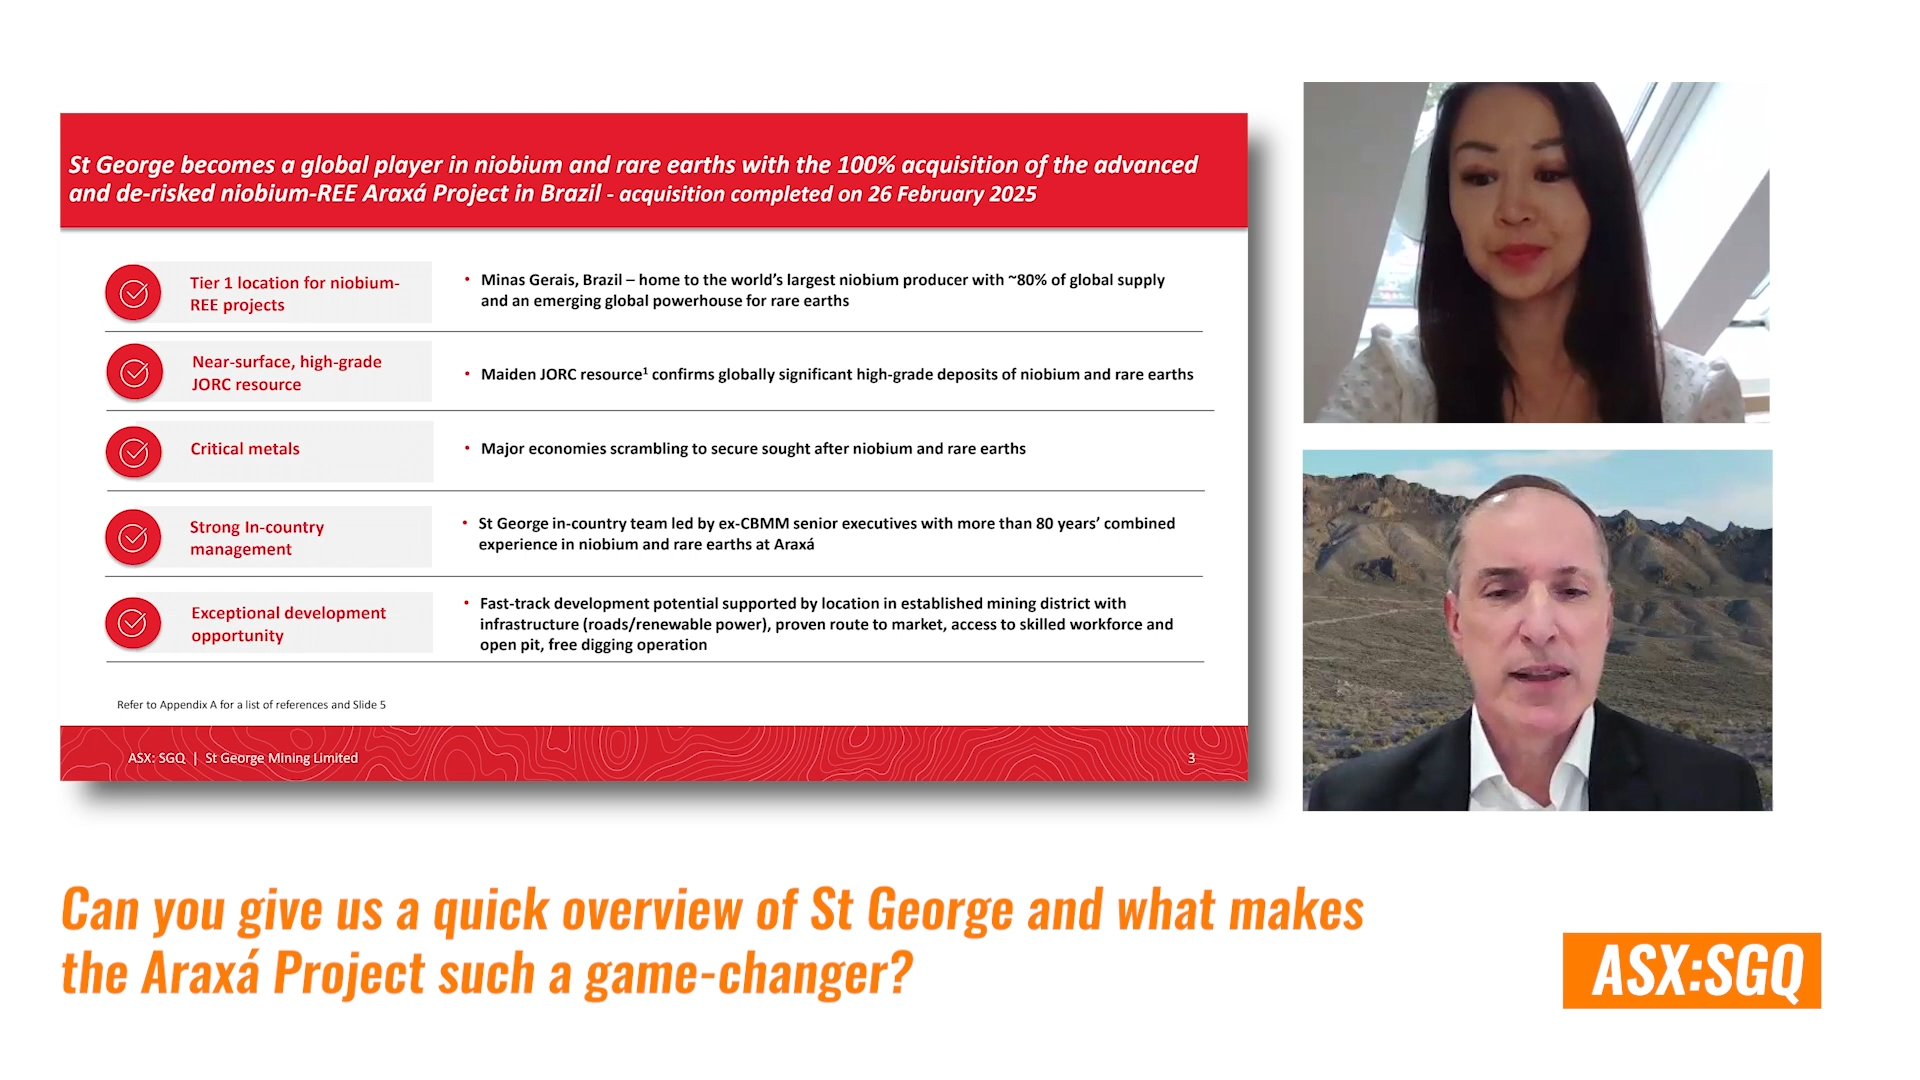 St George becomes a global player in niobium and rare earths with the 100% acquisition of the advanced
and de-risked niobium-REE Araxá Project in Brazil - acquisition completed on 26 February 2025
Tier 1 location for niobium-
REE projects
• Minas Gerais, Brazil – home to the world’s largest niobium producer with ~80% of global supply
and an emerging global powerhouse for rare earths
Near-surface, high-grade
JORC resource
• Maiden JORC resource¹ confirms globally significant high-grade deposits of niobium and rare earths
Critical metals
• Major economies scrambling to secure sought after niobium and rare earths
Strong In-country
management
• St George in-country team led by ex-CBMM senior executives with more than 80 years’ combined
experience in niobium and rare earths at Araxá
Exceptional development
opportunity
• Fast-track development potential supported by location in established mining district with
infrastructure (roads/renewable power), proven route to market, access to skilled workforce and
open pit, free digging operation
Refer to Appendix A for a list of references and Slide 5
ASX: SGQ | St George Mining Limited
3
Can you give us a quick overview of St George and what makes
the Araxá Project such a game-changer?
ASX:SGQ